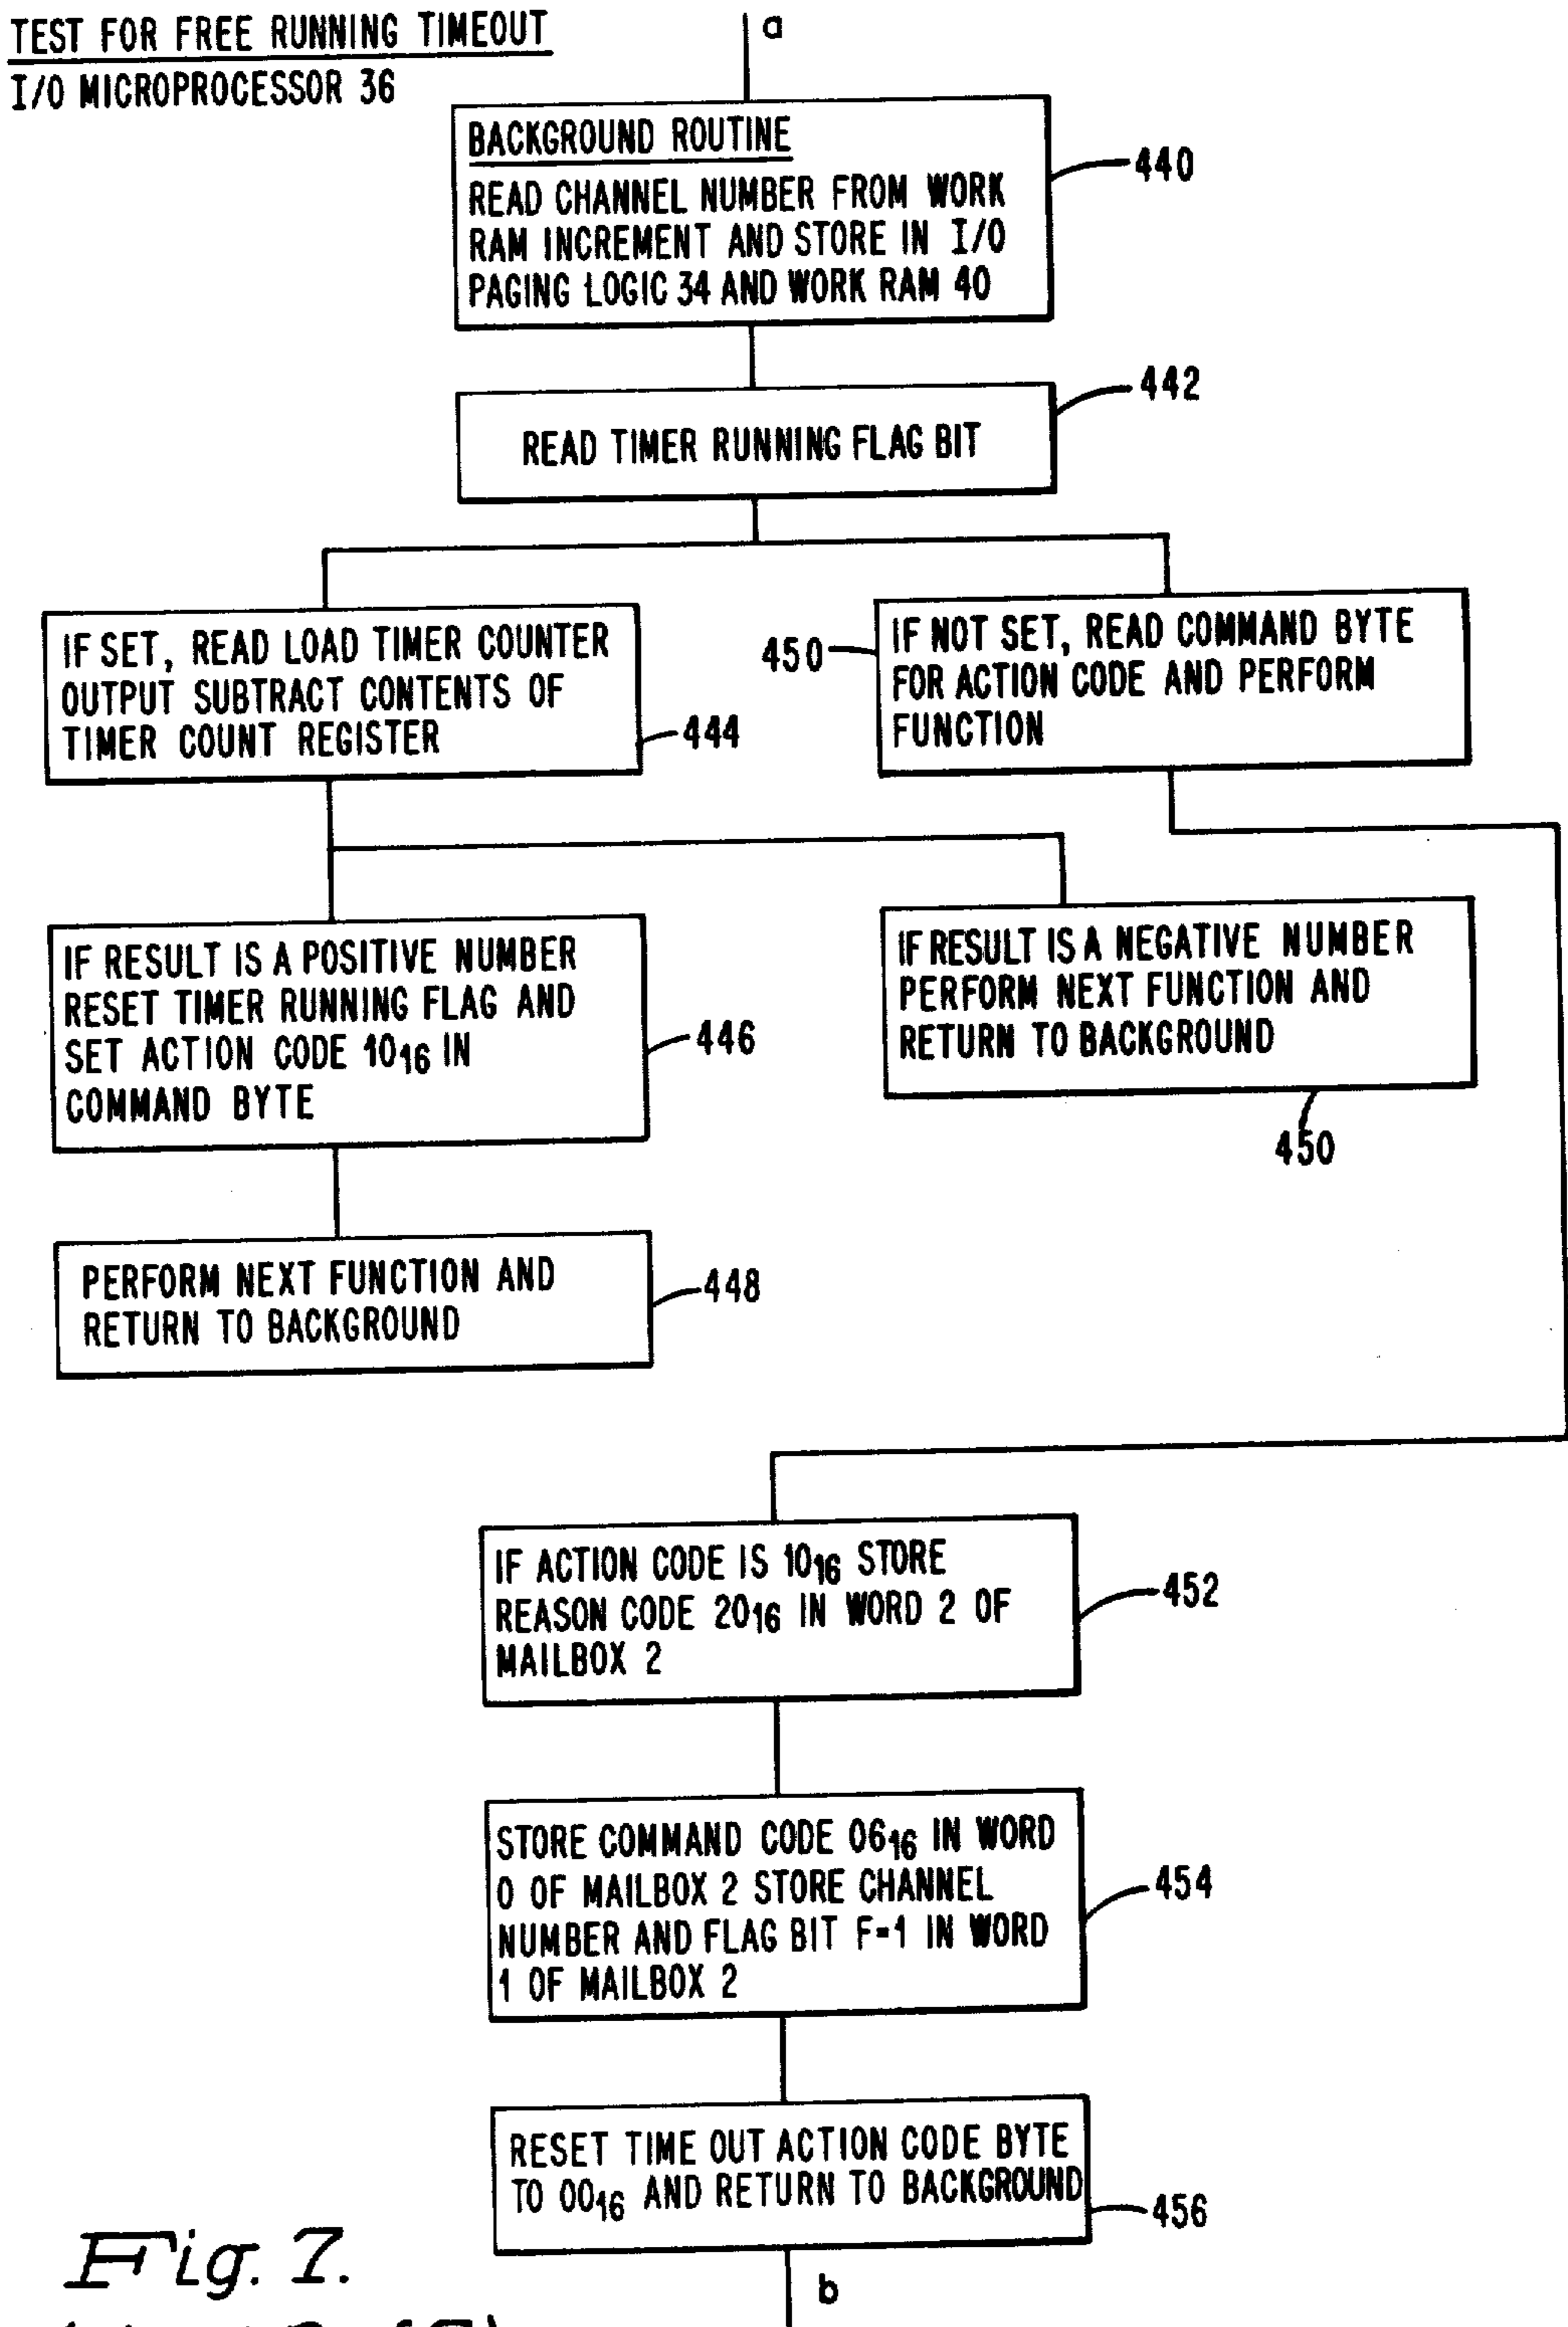 TEST FOR FREE RUNNING TIMEOUT
I/O MICROPROCESSOR 36
a
BACKGROUND ROUTINE
READ CHANNEL NUMBER FROM WORK
RAM INCREMENT AND STORE IN I/O
PAGING LOGIC 34 AND WORK RAM 40
440
READ TIMER RUNNING FLAG BIT
442
IF SET, READ LOAD TIMER COUNTER
OUTPUT SUBTRACT CONTENTS OF
TIMER COUNT REGISTER
444
450
IF NOT SET, READ COMMAND BYTE
FOR ACTION CODE AND PERFORM
FUNCTION
IF RESULT IS A POSITIVE NUMBER
RESET TIMER RUNNING FLAG AND
SET ACTION CODE 10₁₆ IN
COMMAND BYTE
446
IF RESULT IS A NEGATIVE NUMBER
PERFORM NEXT FUNCTION AND
RETURN TO BACKGROUND
450
PERFORM NEXT FUNCTION AND
RETURN TO BACKGROUND
448
IF ACTION CODE IS 10₁₆ STORE
REASON CODE 20₁₆ IN WORD 2 OF
MAILBOX 2
452
STORE COMMAND CODE 06₁₆ IN WORD
0 OF MAILBOX 2 STORE CHANNEL
NUMBER AND FLAG BIT F=1 IN WORD
1 OF MAILBOX 2
454
RESET TIME OUT ACTION CODE BYTE
TO 00₁₆ AND RETURN TO BACKGROUND
456
Fig. 7.
b